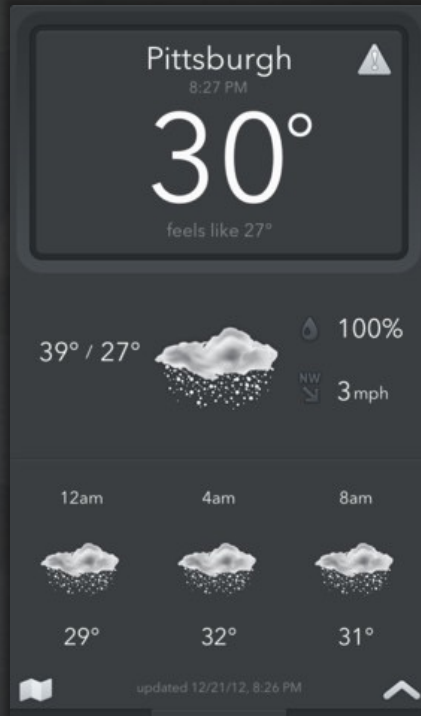 Pittsburgh
8:27 PM
30°
feels like 27°
39° / 27°
100%
NW
3mph
12am 4am 8am
29° 32° 31°
updated 12/21/12, 8:26 PM